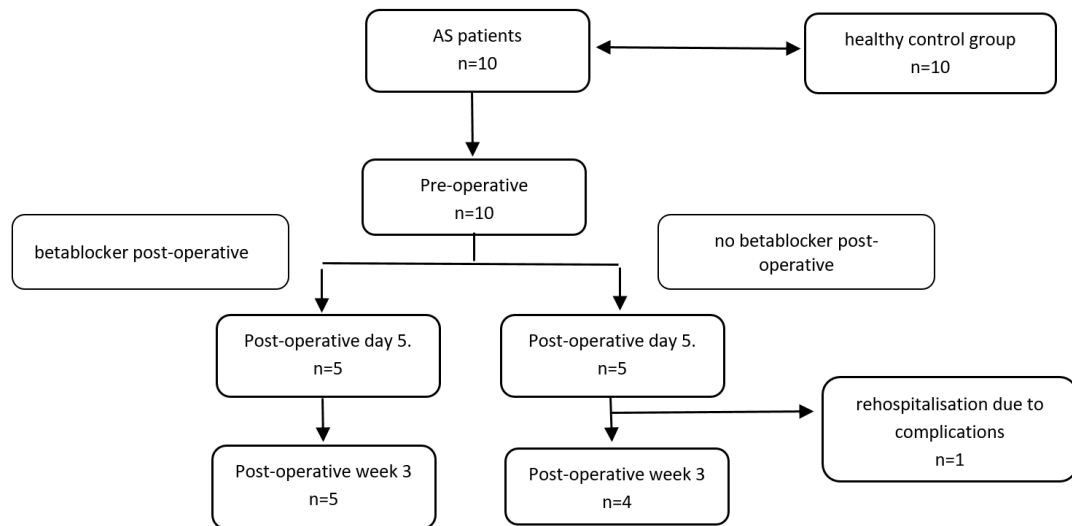 AS patients
n=10
healthy control group
n=10
Pre-operative
n=10
betablocker post-operative
no betablocker post-
operative
Post-operative day 5.
n=5
Post-operative day 5.
n=5
rehospitalisation due to
complications
n=1
Post-operative week 3
n=5
Post-operative week 3
n=4